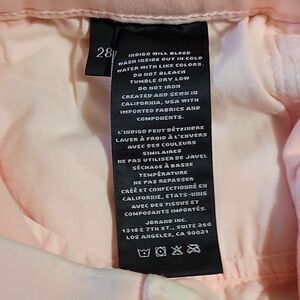 28
INDIGO WILL BLEED
WASH INSIDE OUT IN COLD
WATER WITH LIKE COLORS.
DO NOT BLEACH
TUMBLE DRY LOW
DO NOT IRON
CREATED AND SEWN IN
CALIFORNIA, USA WITH
IMPORTED FABRICS AND
COMPONENTS.
L'INDIGO PEUT DÉTEINDRE
LAVER À FROID À L'ENVERS
AVEC DES COULEURS
SIMILAIRES
NE PAS UTILISER DE JAVEL
SÉCHAGE À BASSE
TEMPÉRATURE
NE PAS REPASSER
CRÉÉ ET CONFECTIONNÉ EN
CALIFORNIE, ÉTATS-UNIS
AVEC DES TISSUS ET
COMPOSANTS IMPORTÉS.
JBRAND INC.
1318 E 7TH ST., SUITE 260
LOS ANGELES, CA 90021